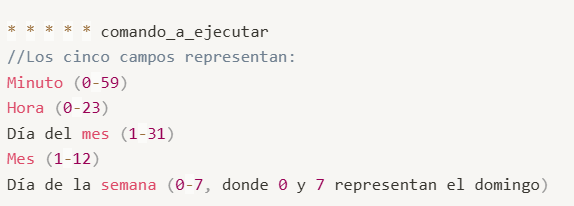 * * * * * comando_a_ejecutar
//Los cinco campos representan:
Minuto (0-59)
Hora (0-23)
Día del mes (1-31)
Mes (1-12)
Día de la semana (0-7, donde 0 y 7 representan el domingo)